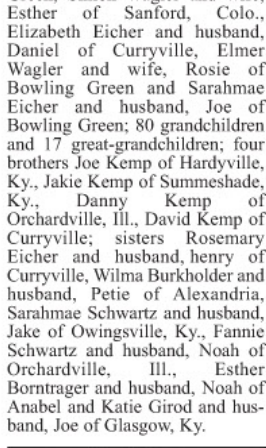 Esther of Sanford, Colo.,
Elizabeth Eicher and husband,
Daniel of Curryville, Elmer
Wagler and wife, Rosie of
Bowling Green and Sarahmae
Eicher and husband, Joe of
Bowling Green; 80 grandchildren
and 17 great-grandchildren; four
brothers Joe Kemp of Hardyville,
Ky., Jakie Kemp of Summeshade,
Ky., Danny Kemp of
Orchardville, Ill., David Kemp of
Curryville; sisters Rosemary
Eicher and husband, henry of
Curryville, Wilma Burkholder and
husband, Petie of Alexandria,
Sarahmae Schwartz and husband,
Jake of Owingsville, Ky., Fannie
Schwartz and husband, Noah of
Orchardville, Ill., Esther
Borntrager and husband, Noah of
Anabel and Katie Girod and hus-
band, Joe of Glasgow, Ky.